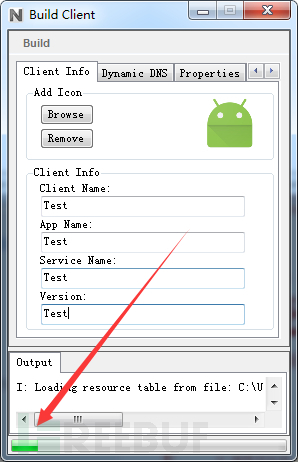 Build Client
Build
Client Info
Dynamic DNS
Properties
Add Icon
Browse
Remove
Client Info
Client Name:
Test
App Name:
Test
Service Name:
Test
Version:
Test
Output
I: Loading resource table from file: C:\U
REEBUF